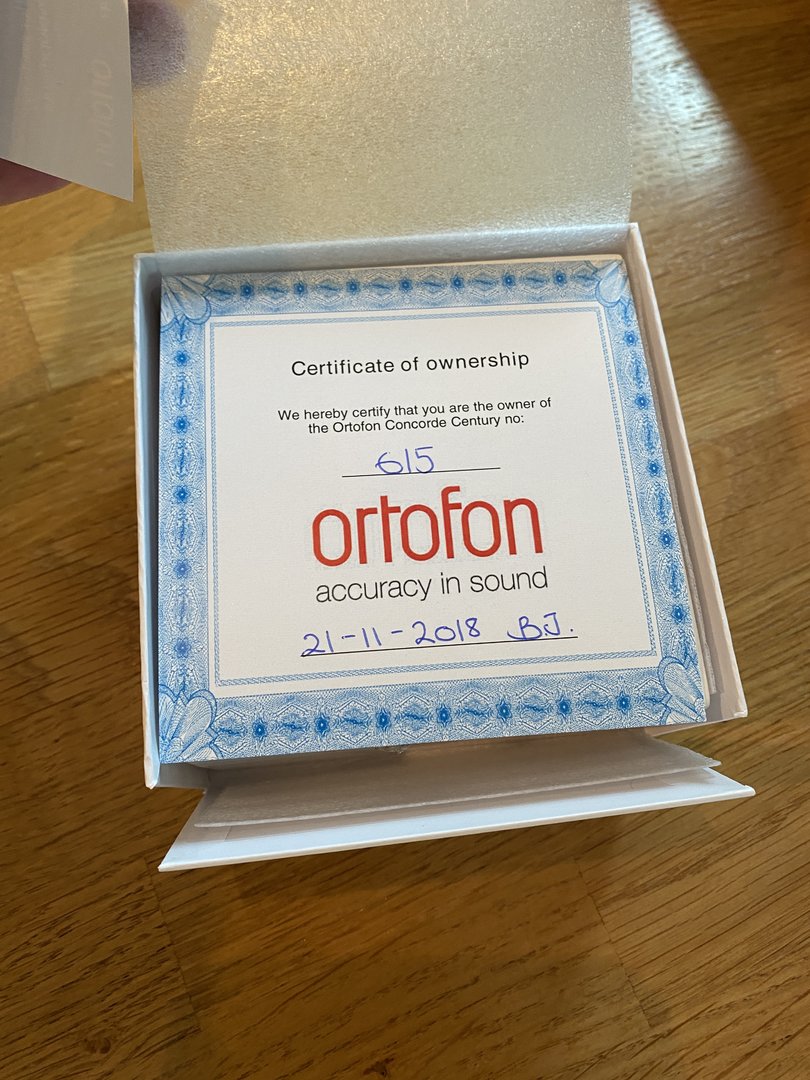 Certificate of ownership
We hereby certify that you are the owner of
the Ortofon Concorde Century no:
615
ortofon
accuracy in sound
21-11-2018 B.J.